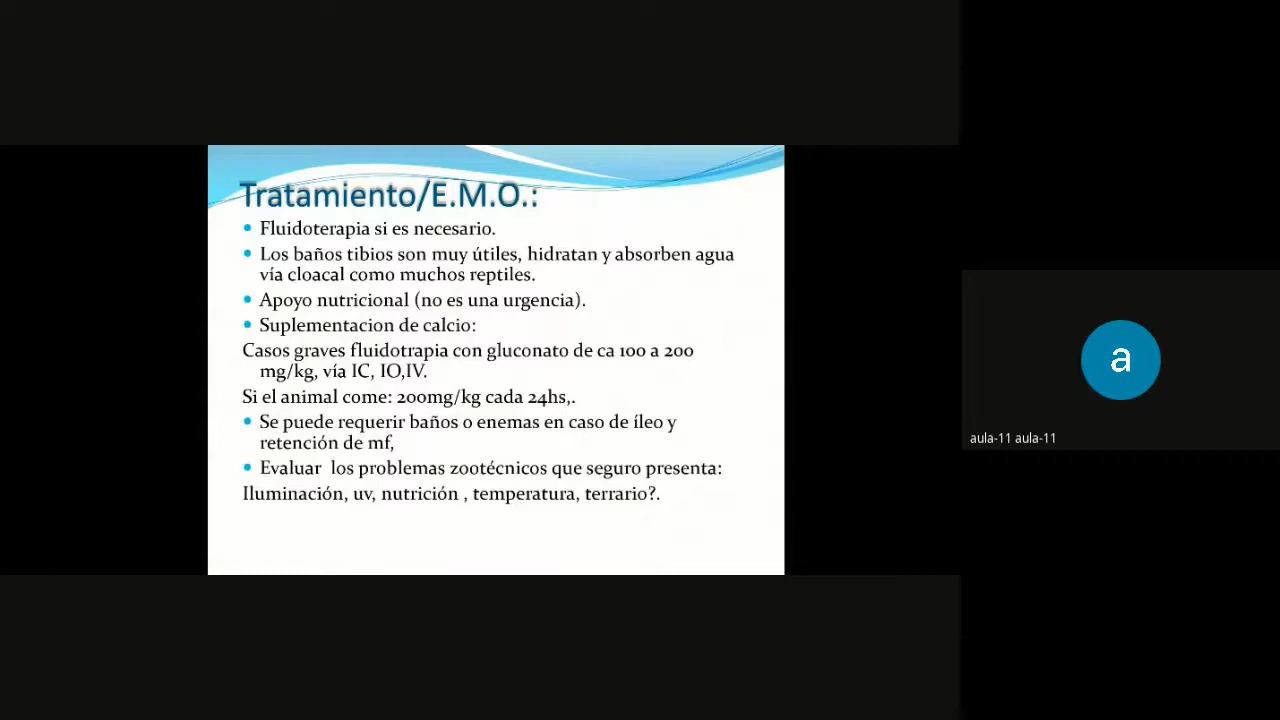 Tratamiento/E.M.O.:
Fluidoterapia si es necesario.
Los baños tibios son muy útiles, hidratan y absorben agua
vía cloacal como muchos reptiles.
Apoyo nutricional (no es una urgencia).
Suplementacion de calcio:
Casos graves fluidotrapia con gluconato de ca 100 a 200
mg/kg, vía IC, IO,IV.
Si el animal come: 200mg/kg cada 24hs,.
Se puede requerir baños o enemas en caso de íleo y
retención de mf,
Evaluar los problemas zootécnicos que seguro presenta:
Iluminación, uv, nutrición , temperatura, terrario?.
a
aula-11 aula-11